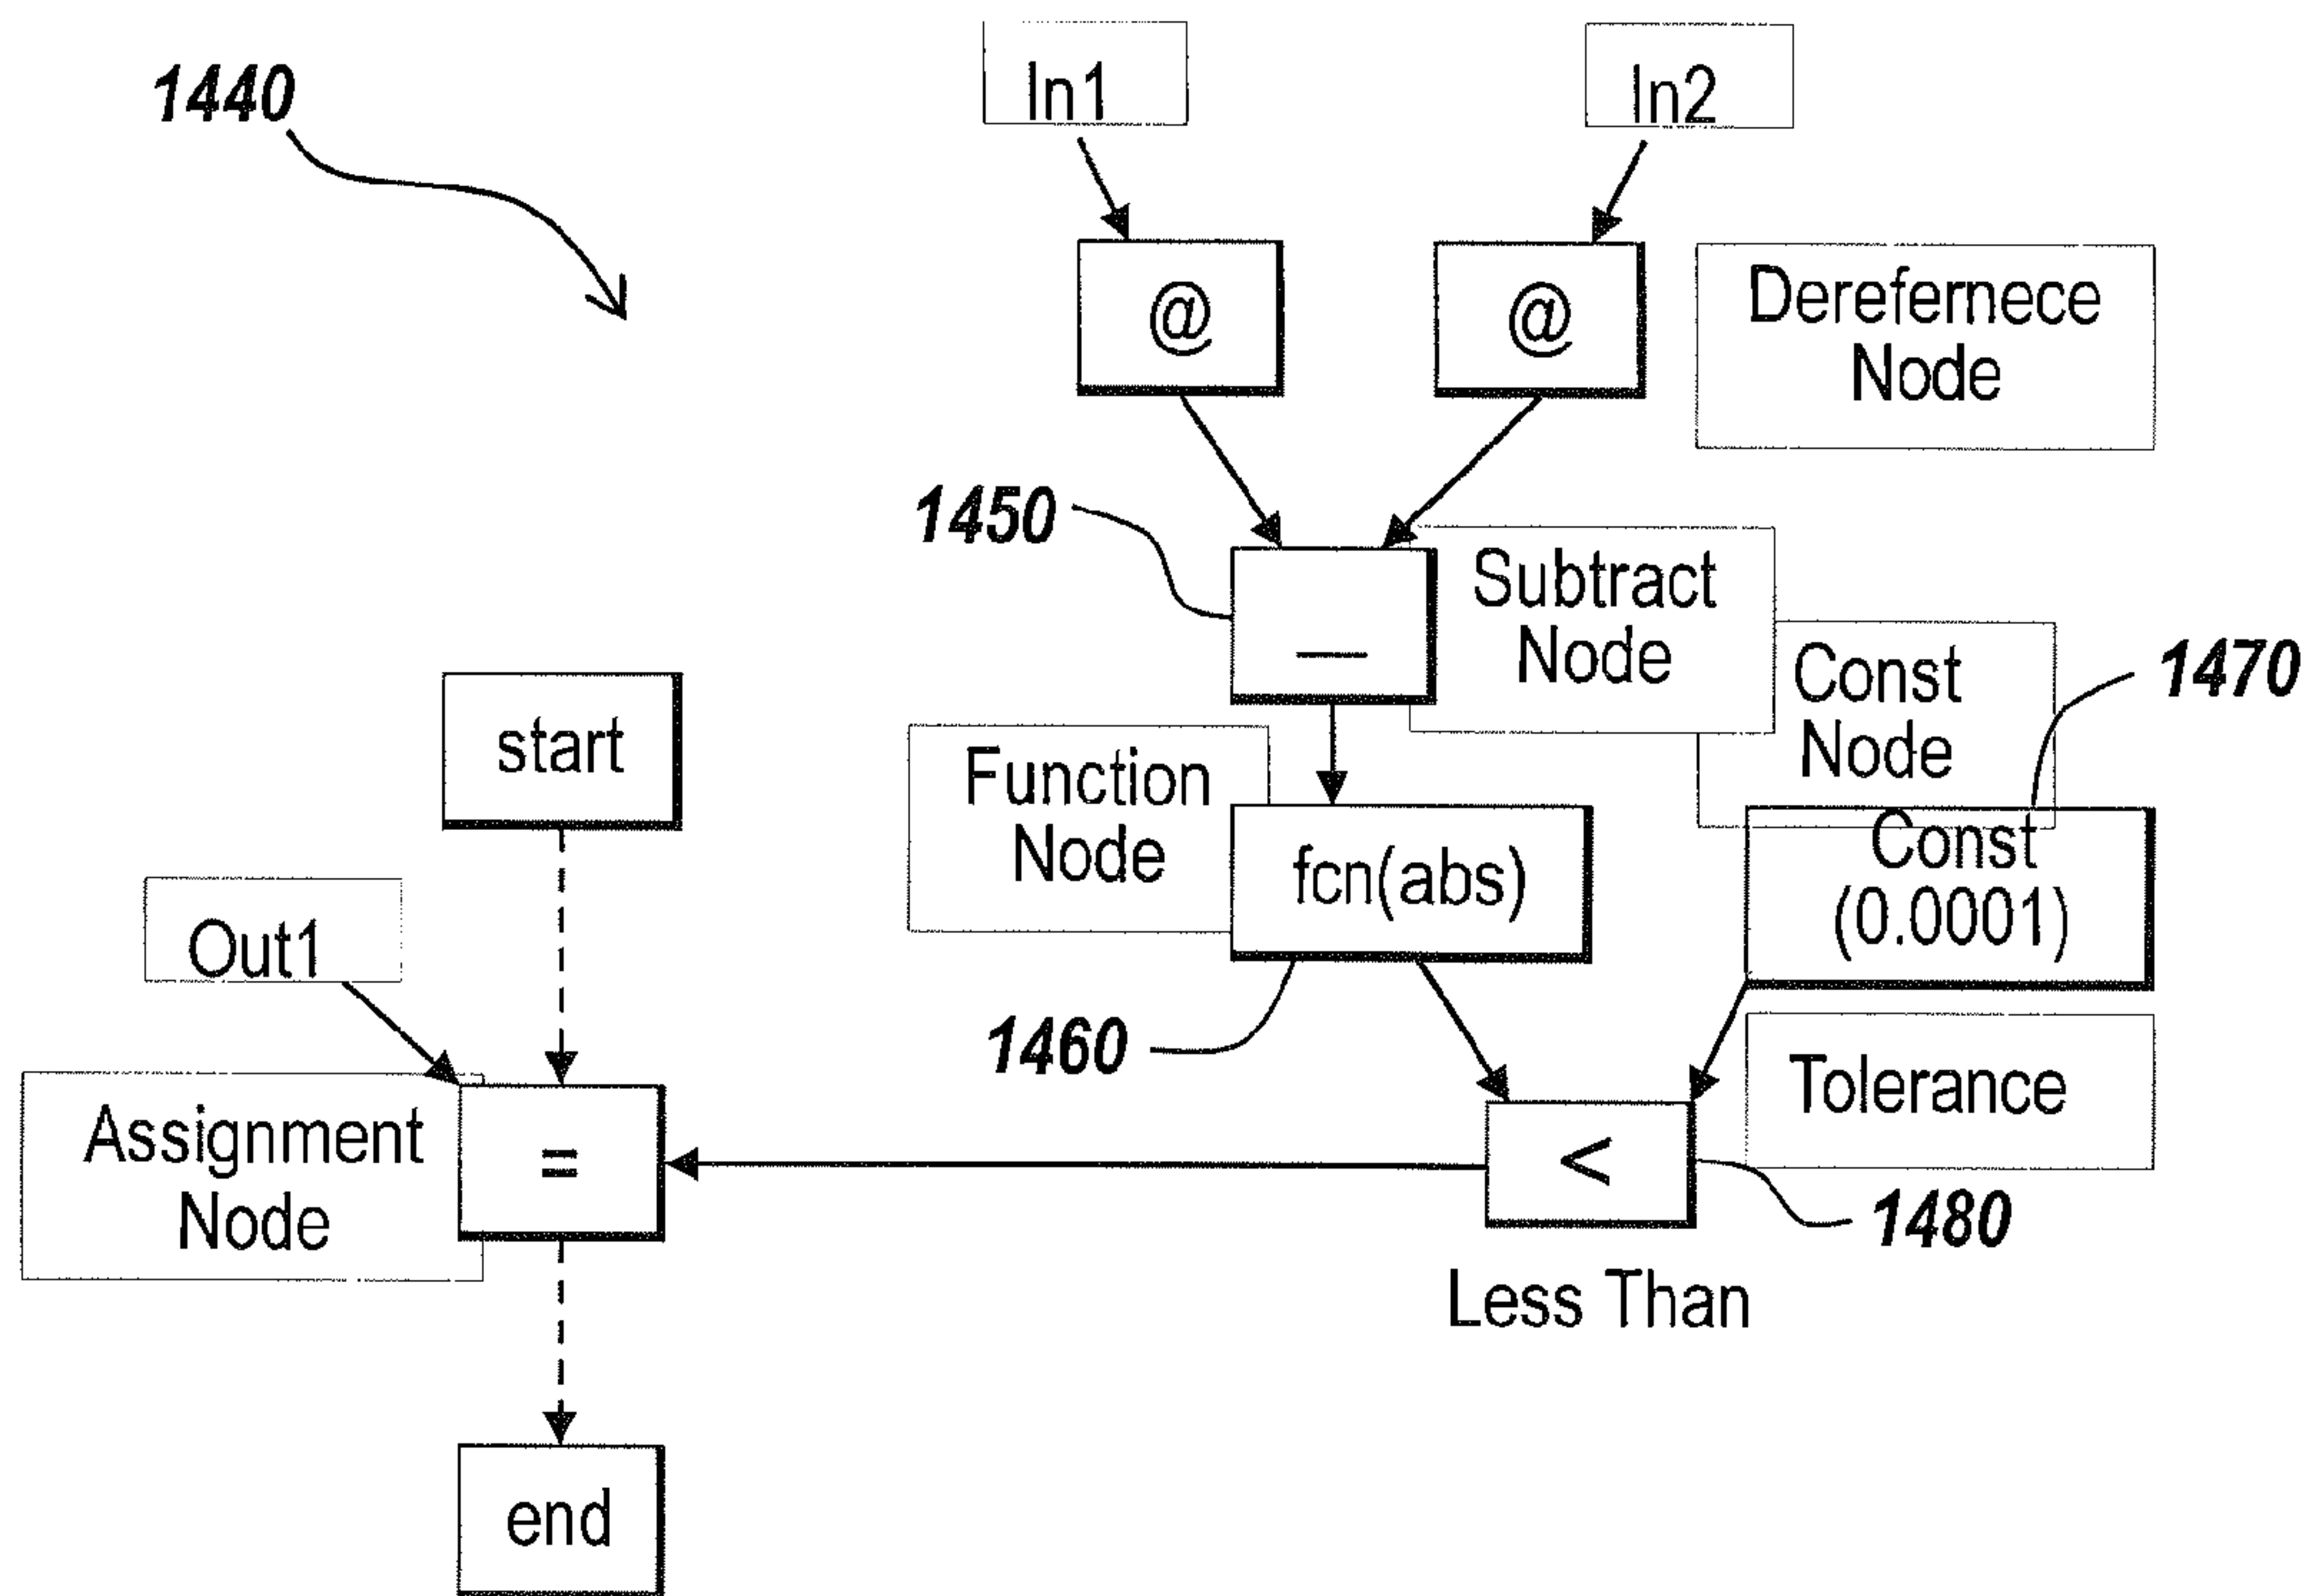 1440
In1
In2
@
@
Derefernece
Node
1450
Subtract
Node
_
Const
Node
1470
start
Function
Node
fcn(abs)
Const
(0.0001)
Out1
1460
Tolerance
Assignment
Node
=
<
1480
Less Than
end